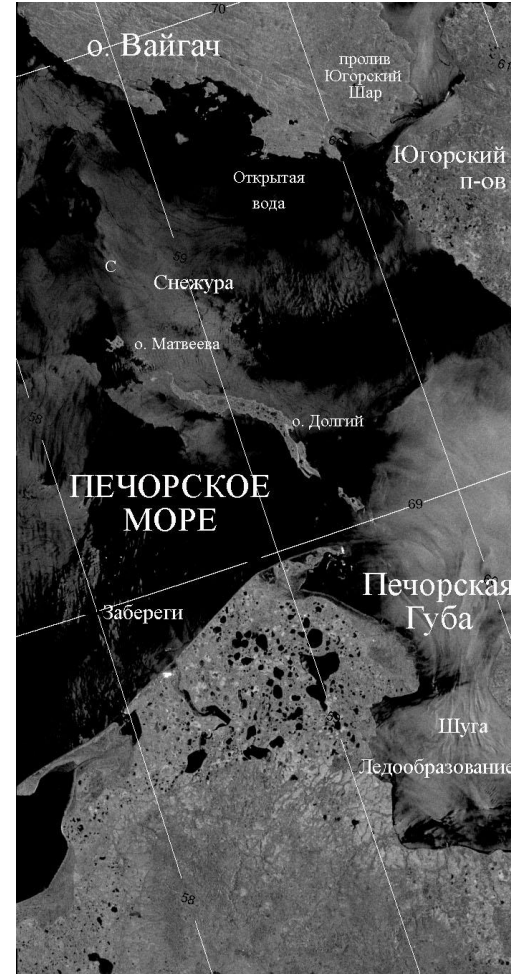 70
о. Вайгач
пролив
Югорский
Шар
61
Югорский
п-ов
Открытая
вода
59
С
Снежура
о. Матвеева
58
о. Долгий
ПЕЧОРСКОЕ
МОРЕ
69
Забереги
Печорская
Губа
Шуга
Ледообразование
58